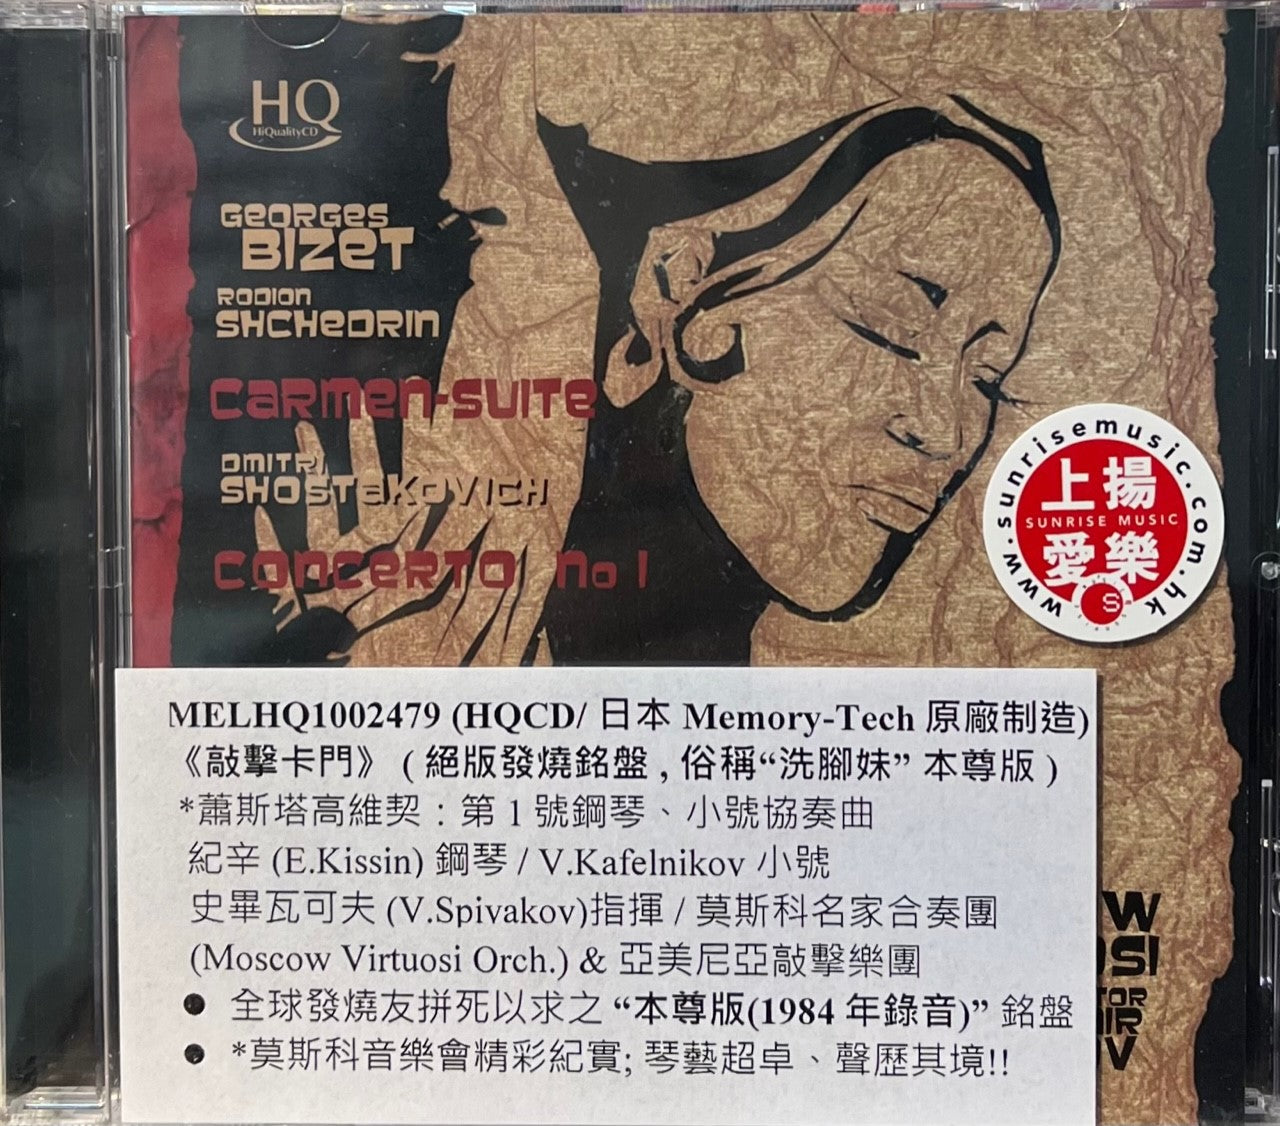 HQ
HiQualityCD
GEORGES
BIZET
RODION
SHCHEDRIN
CARMEN-SUITE
DMITRI
SHOSTAKOVICH
CONCERTO No 1
www.sunrisemusic.com.hk
上揚
SUNRISE MUSIC
愛樂
S
MELHQ1002479 (HQCD/ 日本 Memory-Tech 原廠制造)
《敲擊卡門》 ( 絕版發燒銘盤 , 俗稱“洗腳妹” 本尊版 )
*蕭斯塔高維契 : 第 1 號鋼琴、小號協奏曲
紀辛 (E.Kissin) 鋼琴 / V.Kafelnikov 小號
史畢瓦可夫 (V.Spivakov)指揮 / 莫斯科名家合奏團
(Moscow Virtuosi Orch.) & 亞美尼亞敲擊樂團
● 全球發燒友拼死以求之 “本尊版(1984 年錄音)” 銘盤
● *莫斯科音樂會精彩紀實; 琴藝超卓、聲歷其境!!
W
OSI
TOR
IR
V